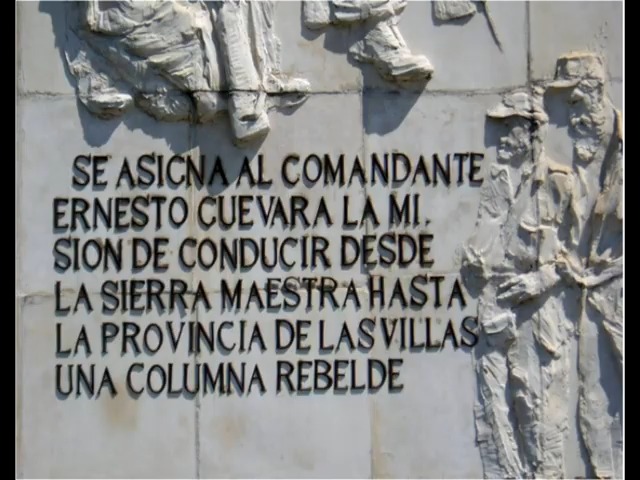 SE ASIGNA AL COMANDANTE
ERNESTO GUEVARA LA MI.
SION DE CONDUCIR DESDE
LA SIERRA MAESTRA HASTA
LA PROVINCIA DE LAS VILLAS
UNA COLUMNA REBELDE